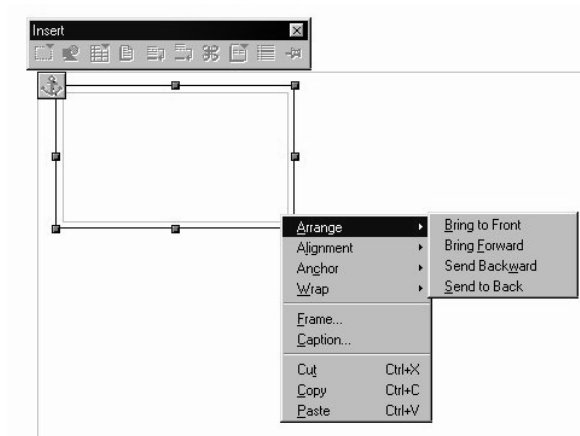 Insert
Arrange
Alignment
Anchor
Wrap
Frame...
Caption...
Cut Ctrl+X
Copy Ctrl+C
Paste Ctrl+V
Bring to Front
Bring Forward
Send Backward
Send to Back